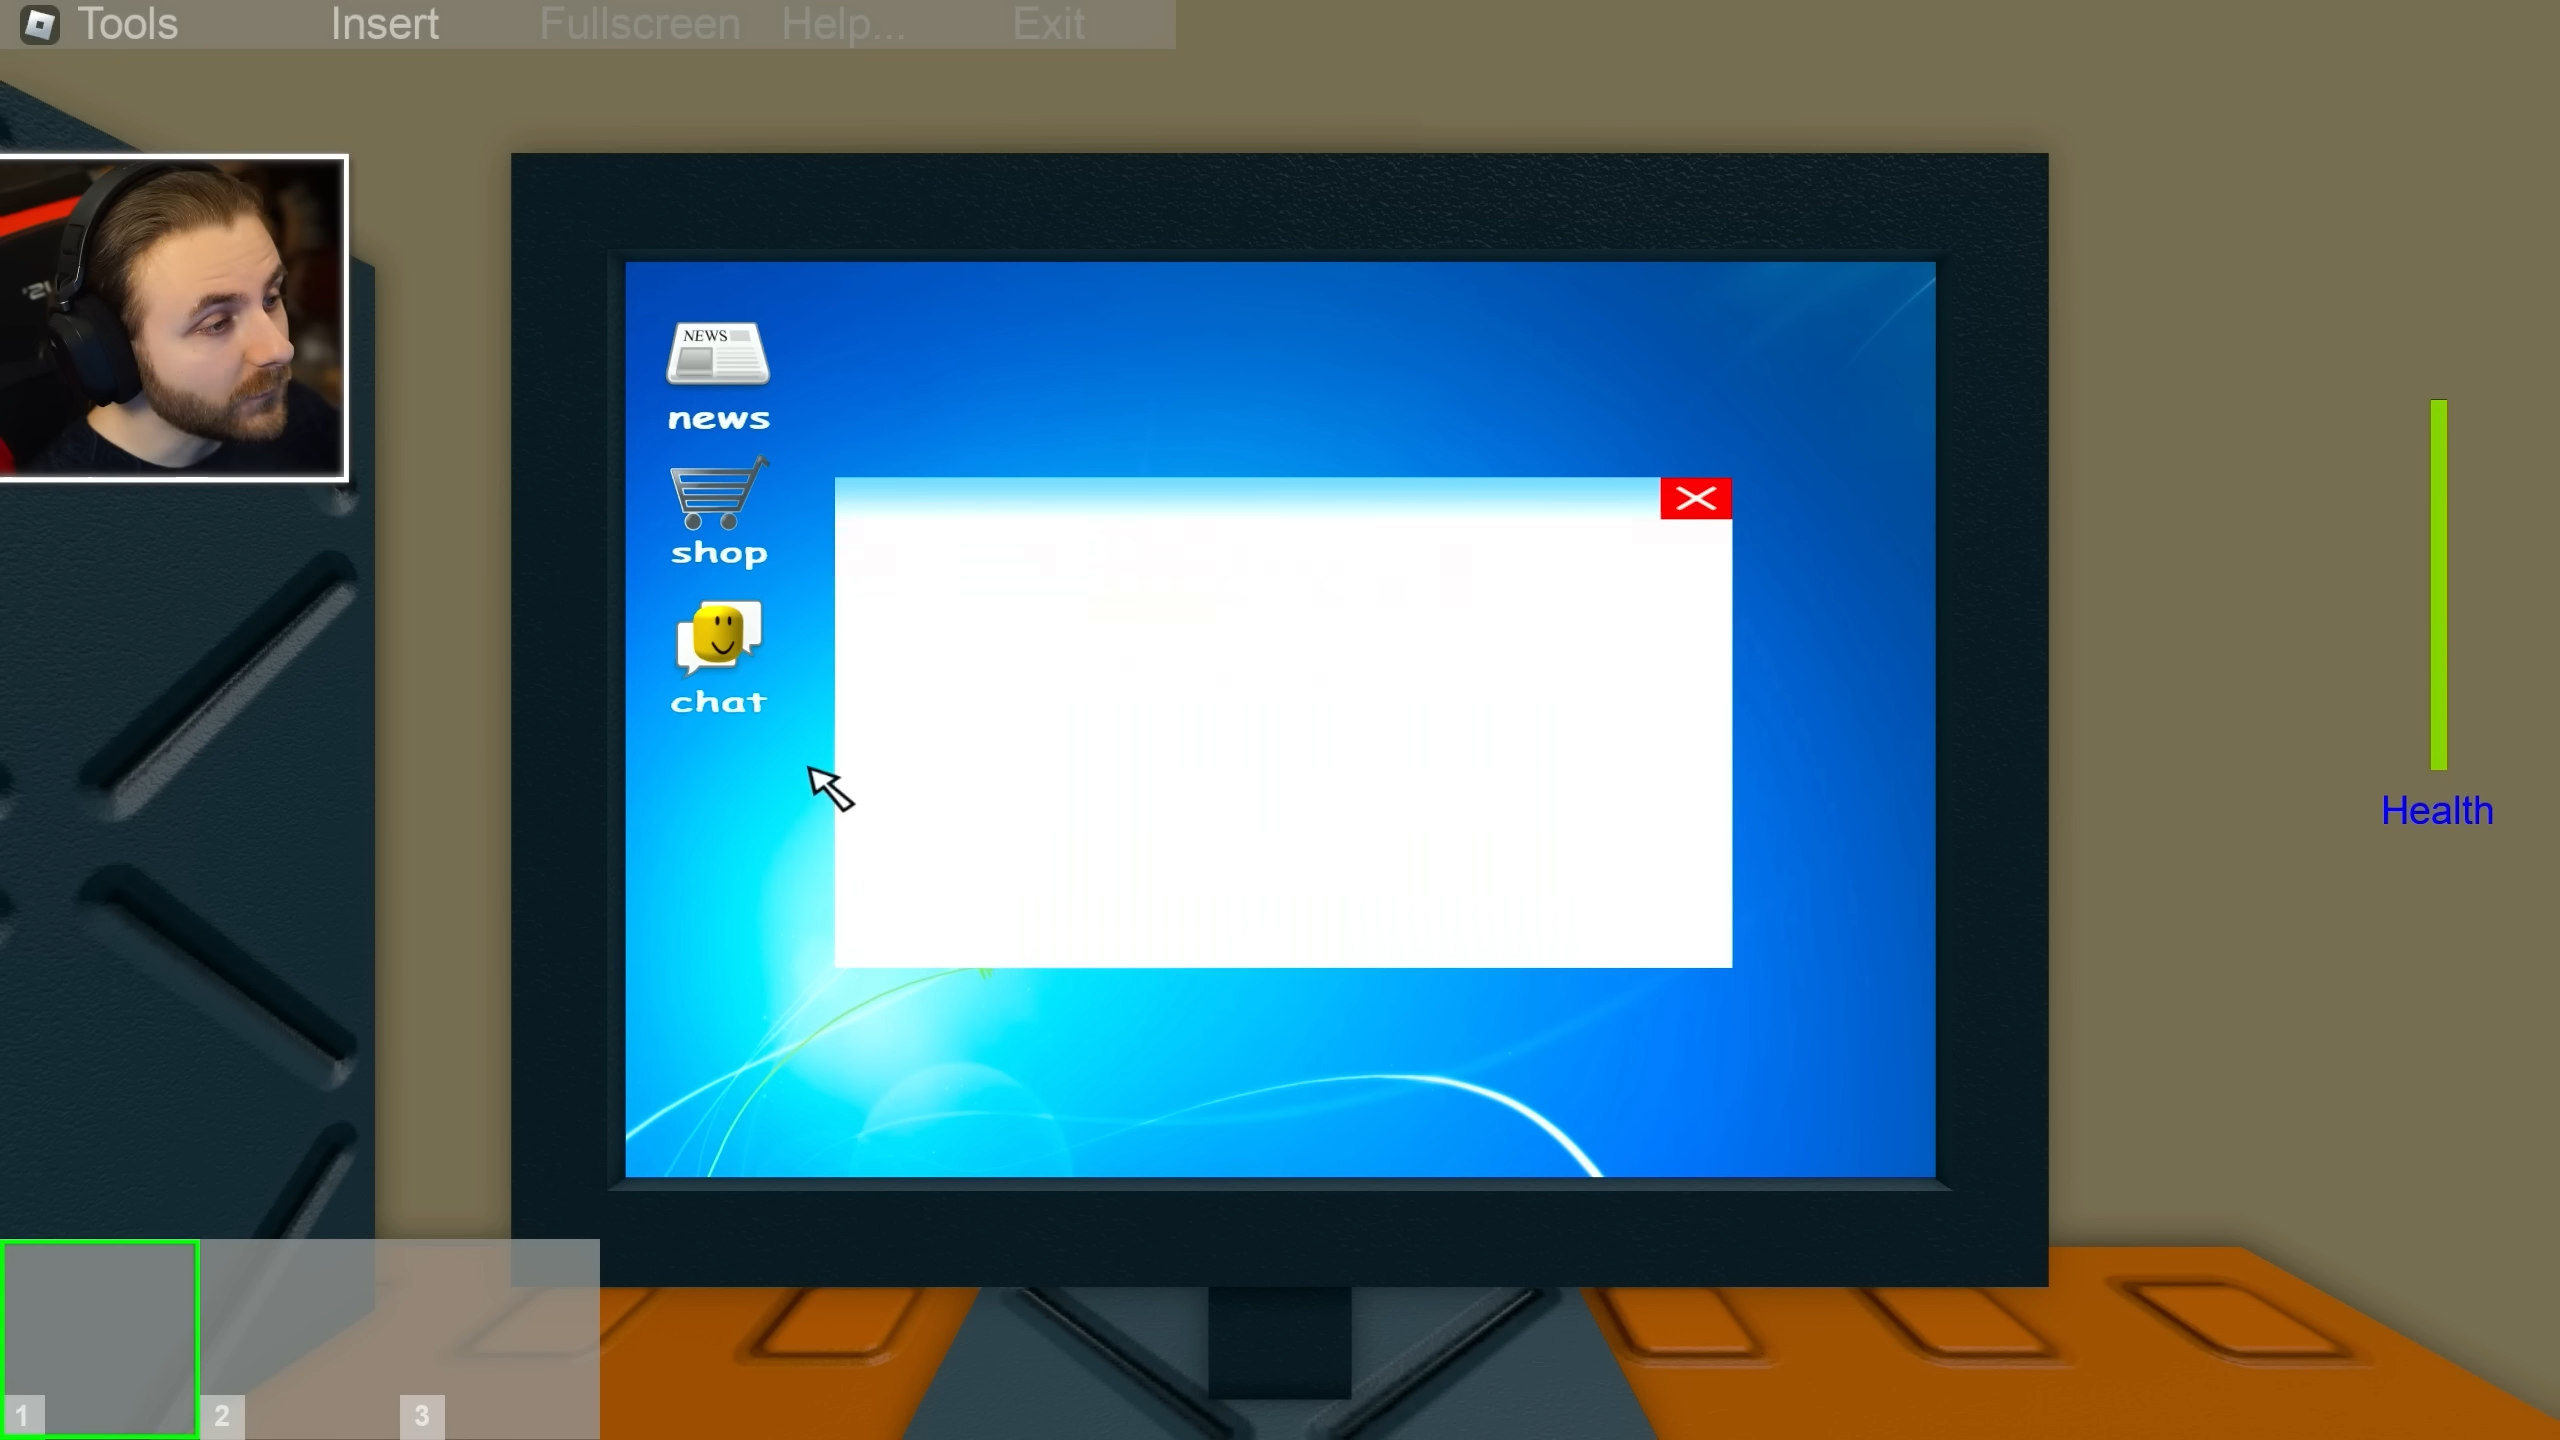 Tools Insert Fullscreen Help... Exit
NEWS
news
shop
chat
Health
1 2 3